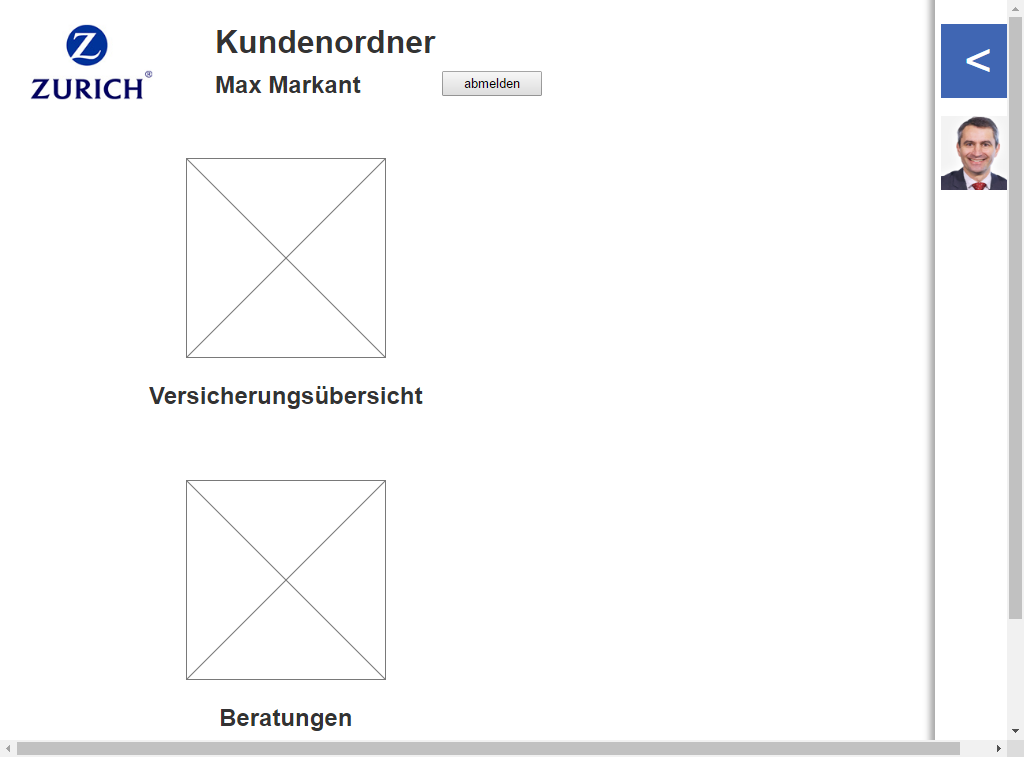 Kundenordner
Z
ZURICH®
Max Markant
abmelden
<
Versicherungsübersicht
Beratungen